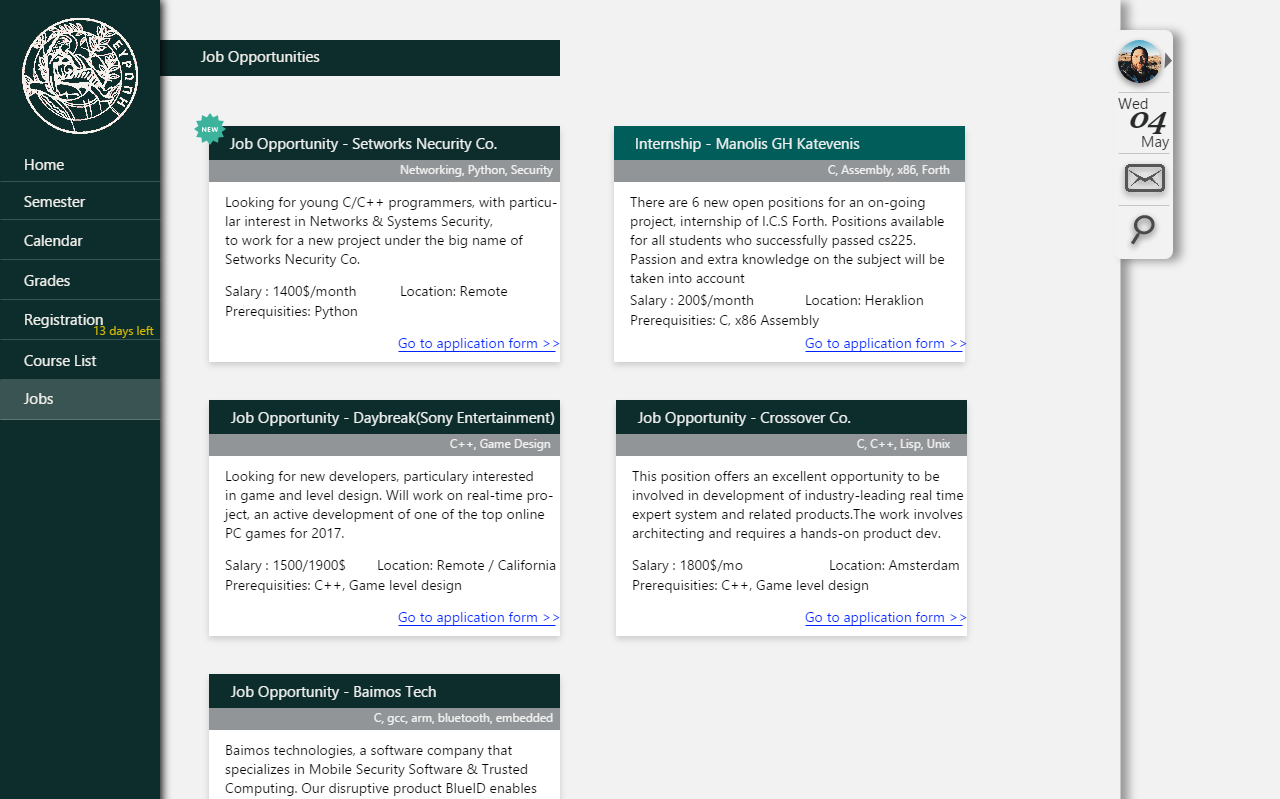 ΕΥΡΩΠΗ
Home
Semester
Calendar
Grades
Registration
13 days left
Course List
Jobs
Job Opportunities
NEW
Job Opportunity - Setworks Necurity Co.
Networking, Python, Security
Looking for young C/C++ programmers, with particu-
lar interest in Networks & Systems Security,
to work for a new project under the big name of
Setworks Necurity Co.
Salary : 1400$/month Location: Remote
Prerequisities: Python
Go to application form >>
Internship - Manolis GH Katevenis
C, Assembly, x86, Forth
There are 6 new open positions for an on-going
project, internship of I.C.S Forth. Positions available
for all students who successfully passed cs225.
Passion and extra knowledge on the subject will be
taken into account
Salary : 200$/month Location: Heraklion
Prerequisities: C, x86 Assembly
Go to application form >>
Job Opportunity - Daybreak(Sony Entertainment)
C++, Game Design
Looking for new developers, particulary interested
in game and level design. Will work on real-time pro-
ject, an active development of one of the top online
PC games for 2017.
Salary : 1500/1900$ Location: Remote / California
Prerequisities: C++, Game level design
Go to application form >>
Job Opportunity - Crossover Co.
C, C++, Lisp, Unix
This position offers an excellent opportunity to be
involved in development of industry-leading real time
expert system and related products.The work involves
architecting and requires a hands-on product dev.
Salary : 1800$/mo Location: Amsterdam
Prerequisities: C++, Game level design
Go to application form >>
Job Opportunity - Baimos Tech
C, gcc, arm, bluetooth, embedded
Baimos technologies, a software company that
specializes in Mobile Security Software & Trusted
Computing. Our disruptive product BlueID enables
Wed
04
May